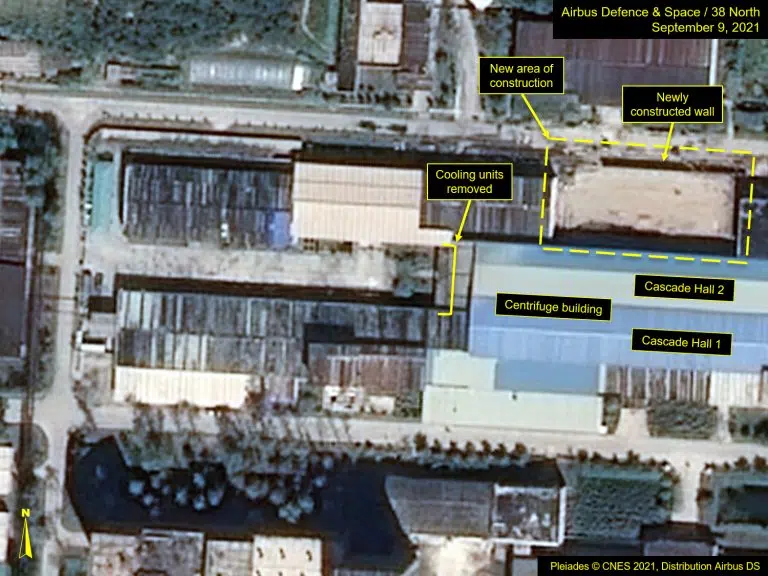 Airbus Defence & Space / 38 North
September 9, 2021
New area of
construction
Newly
constructed wall
Cooling units
removed
Cascade Hall 2
Centrifuge building
Cascade Hall 1
N
Pleiades © CNES 2021, Distribution Airbus DS